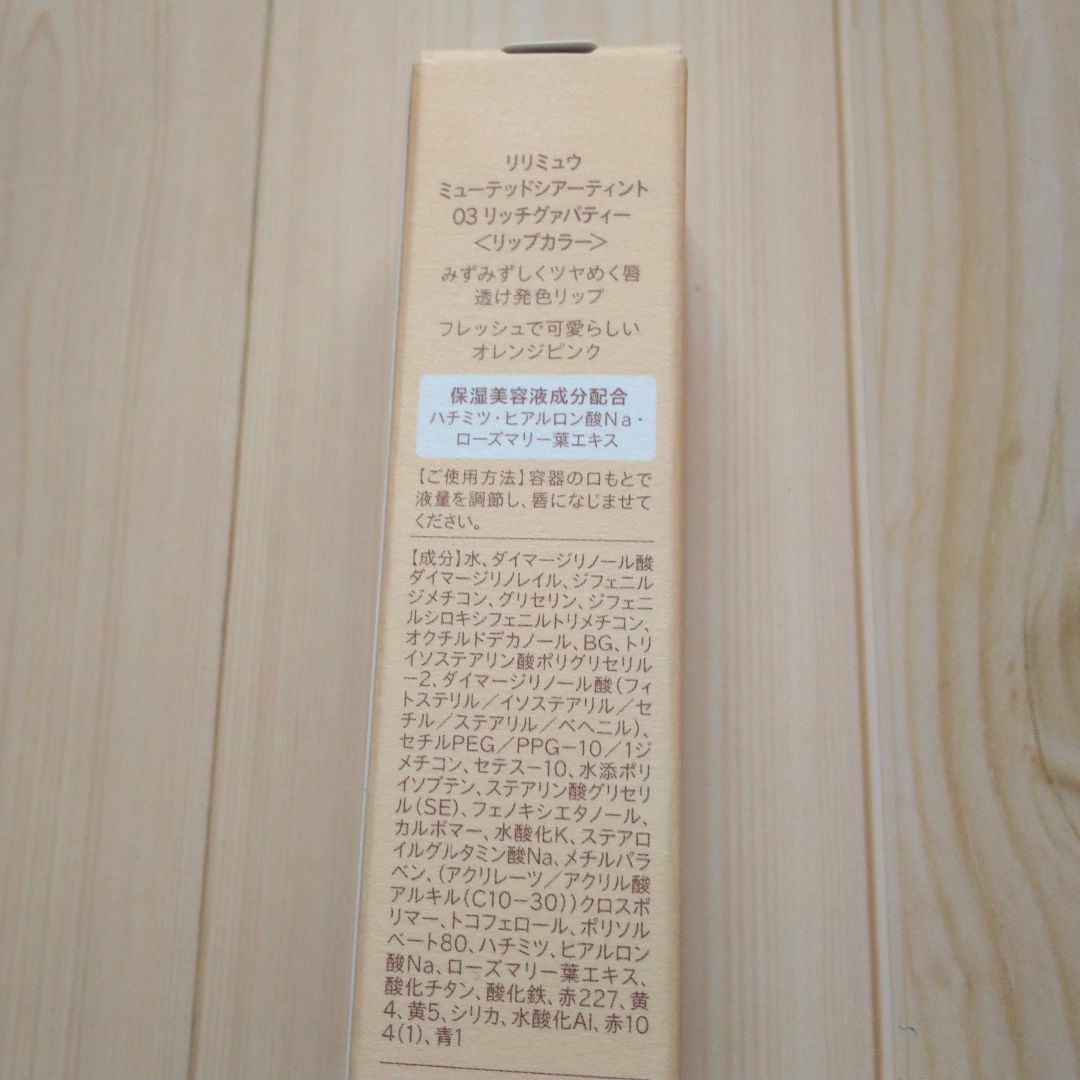 リリミュウ
ミューテッドシアーティント
03 リッチグァバティー
＜リップカラー＞
みずみずしくツヤめく唇
透け発色リップ
フレッシュで可愛らしい
オレンジピンク
保湿美容液成分配合
ハチミツ・ヒアルロン酸Na・
ローズマリー葉エキス
【ご使用方法】容器の口もとで
液量を調節し、唇になじませて
ください。
【成分】水、ダイマージリノール酸
ダイマージリノレイル、ジフェニル
ジメチコン、グリセリン、ジフェニ
ルシロキシフェニルトリメチコン、
オクチルドデカノール、BG、トリ
イソステアリン酸ポリグリセリル
－2、ダイマージリノール酸（フィ
トステリル／イソステアリル／セ
チル／ステアリル／ベヘニル）、
セチルPEG／PPG－10／1ジ
メチコン、セテス－10、水添ポリ
イソブテン、ステアリン酸グリセリ
ル（SE）、フェノキシエタノール、
カルボマー、水酸化K、ステアロ
イルグルタミン酸Na、メチルパラ
ベン、（アクリレーツ／アクリル酸
アルキル（C10－30））クロスポ
リマー、トコフェロール、ポリソル
ベート80、ハチミツ、ヒアルロン
酸Na、ローズマリー葉エキス、
酸化チタン、酸化鉄、赤227、黄
4、黄5、シリカ、水酸化Al、赤10
4（1）、青1